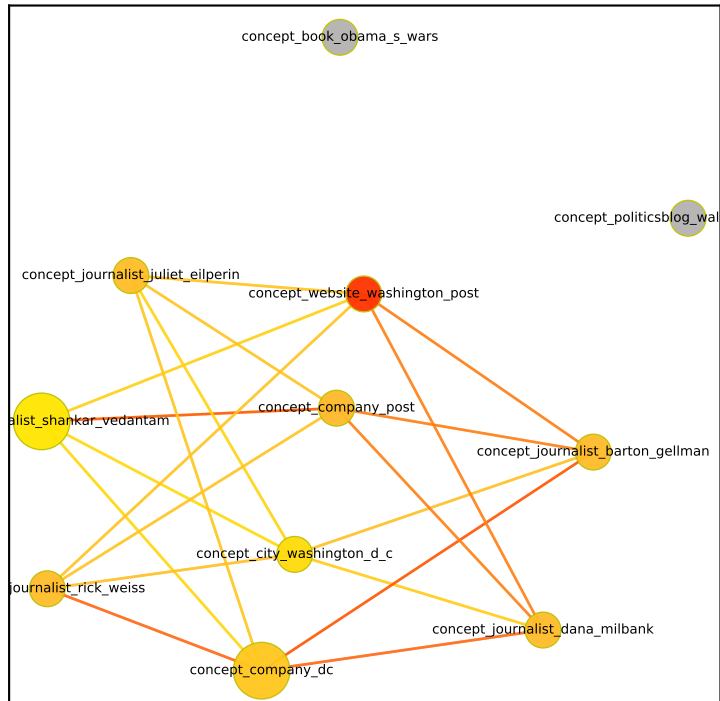 concept_book_obama_s_wars
concept_politicsblog_wal
concept_journalist_juliet_eilperin
concept_website_washington_post
concept_company_post
alist_shankar_vedantam
concept_journalist_barton_gellman
concept_city_washington_d_c
journalist_rick_weiss
concept_journalist_dana_milbank
concept_company_dc